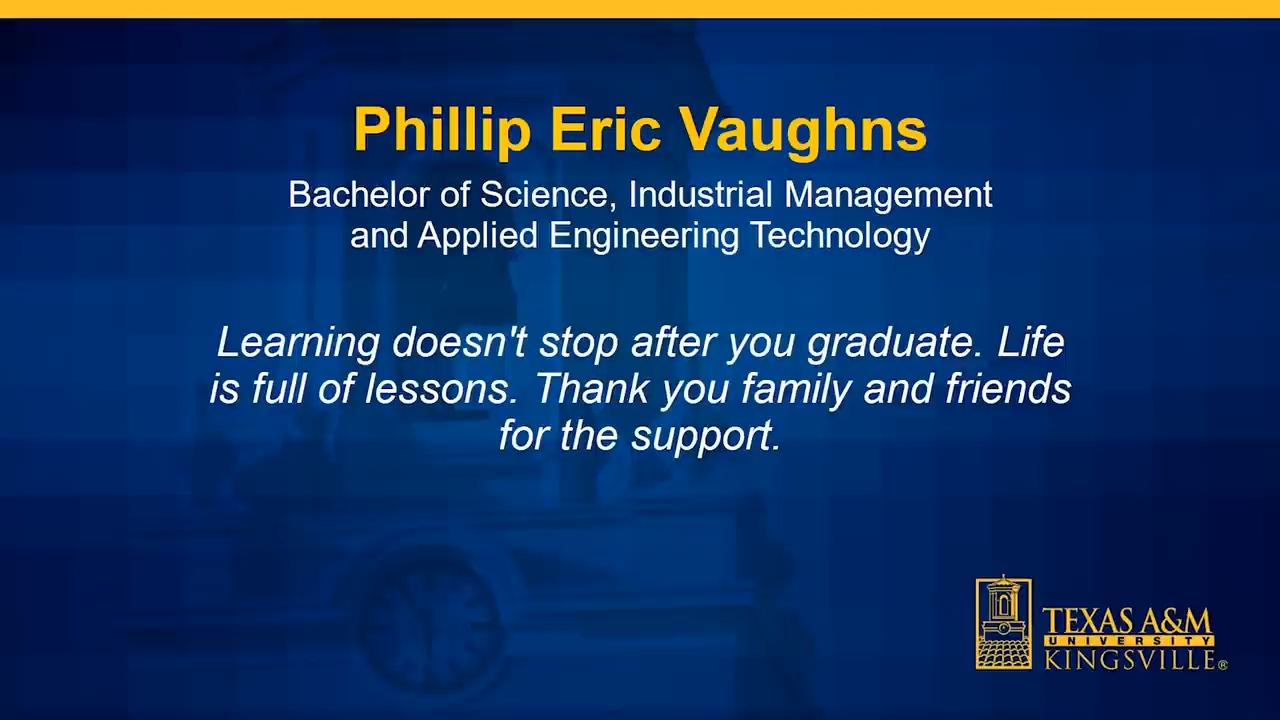 Phillip Eric Vaughns
Bachelor of Science, Industrial Management
and Applied Engineering Technology
Learning doesn't stop after you graduate. Life
is full of lessons. Thank you family and friends
for the support.
TEXAS A&M
UNIVERSITY
KINGSVILLE®